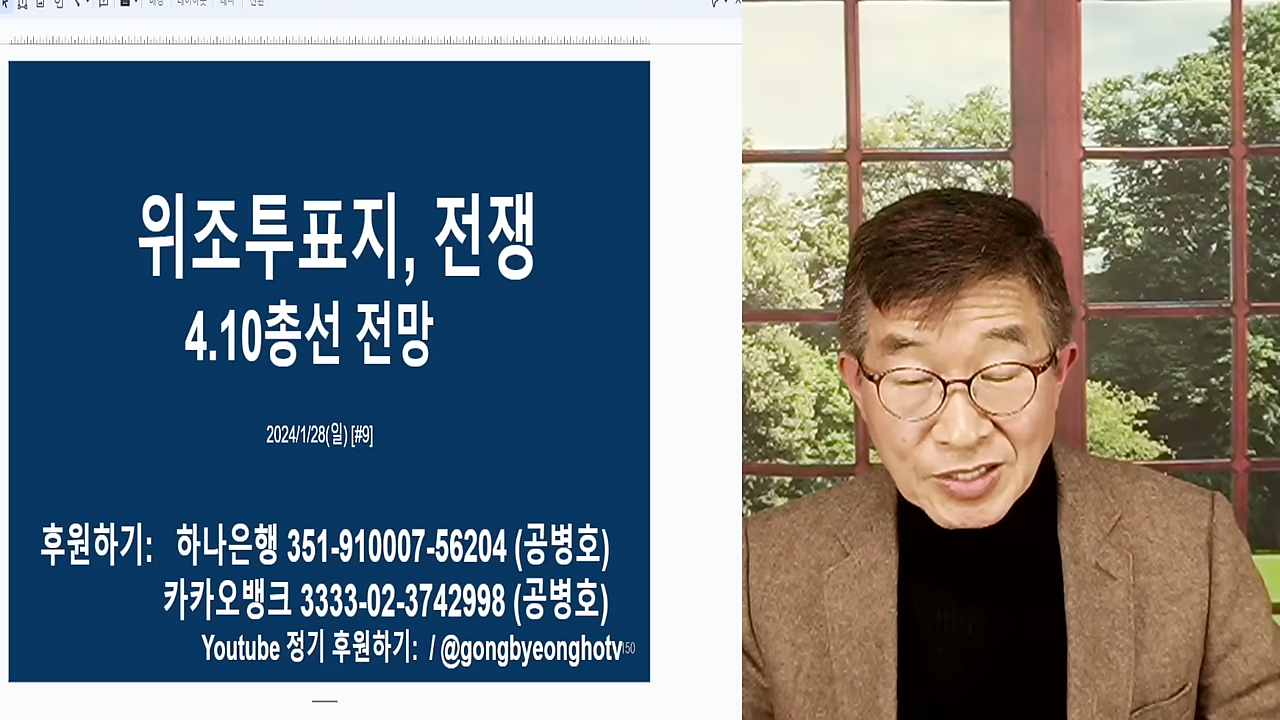 위조투표지, 전쟁
4.10총선 전망
2024/1/28(일) [#9]
후원하기: 하나은행 351-910007-56204 (공병호)
카카오뱅크 3333-02-3742998 (공병호)
Youtube 정기 후원하기: / @gongbyeonghotv
150